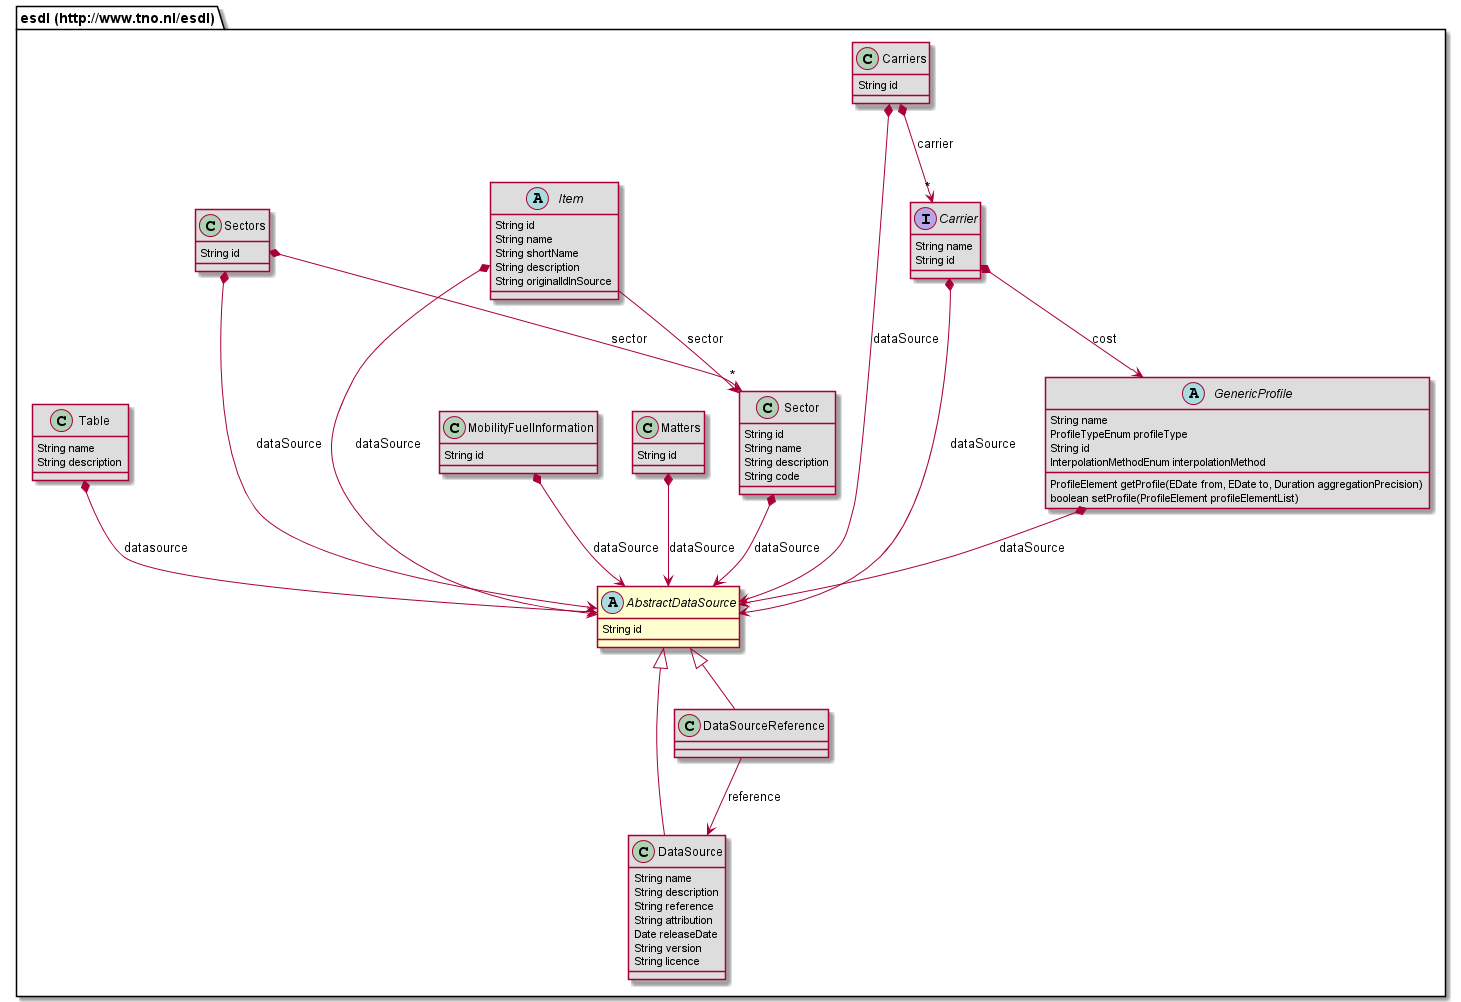 esdl (http://www.tno.nl/esdl)
C Carriers
String id
carrier
*
A Item
String id
String name
String shortName
String description
String originalIdInSource
C Sectors
String id
I Carrier
String name
String id
sector
sector
dataSource
cost
*
A GenericProfile
String name
ProfileTypeEnum profileType
String id
InterpolationMethodEnum interpolationMethod
ProfileElement getProfile(EDate from, EDate to, Duration aggregationPrecision)
boolean setProfile(ProfileElement profileElementList)
C Table
String name
String description
dataSource
dataSource
C MobilityFuelInformation
String id
C Matters
String id
C Sector
String id
String name
String description
String code
dataSource
datasource
dataSource
dataSource
dataSource
dataSource
A AbstractDataSource
String id
C DataSourceReference
reference
C DataSource
String name
String description
String reference
String attribution
Date releaseDate
String version
String licence